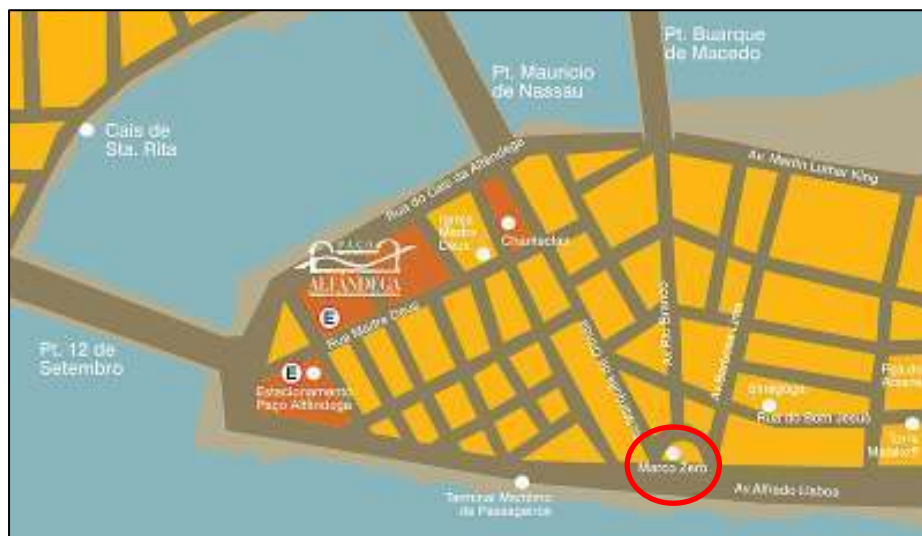 Pt. Buarque
de Macedo
Pt. Mauricio
de Nassau
Cais de
Sta. Rita
Av. Martin Luther King
Rua do Cais da Alfândega
Igreja
Madre
Deus
Chanteclair
PAÇO
ALFÂNDEGA
E
Rua Madre Deus
Pt. 12 de
Setembro
E
Estacionamento
Paço Alfândega
Av. Rio Branco
Sinagoga
Rua do Bom Jesus
Torre
Marco Zero
Av. Alfredo Lisboa
Terminal Marítimo
de Passageiros